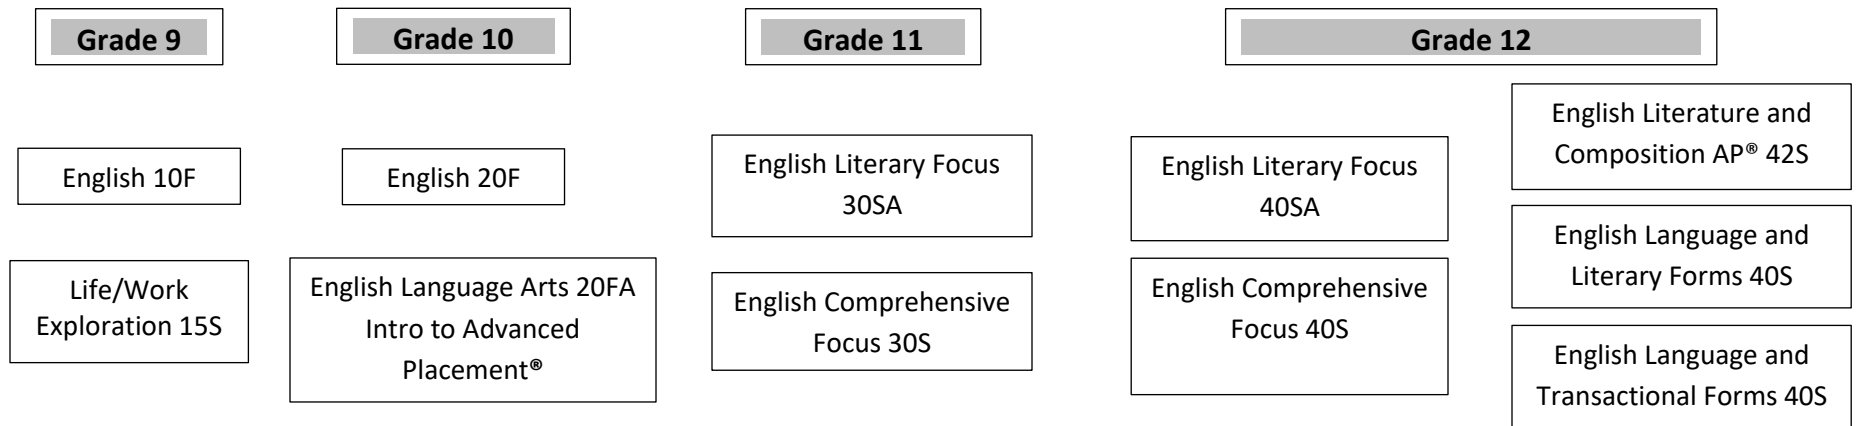 Grade 9
Grade 10
Grade 11
Grade 12
English 10F
Life/Work
Exploration 15S
English 20F
English Language Arts 20FA
Intro to Advanced
Placement®
English Literary Focus
30SA
English Comprehensive
Focus 30S
English Literary Focus
40SA
English Comprehensive
Focus 40S
English Literature and
Composition AP® 42S
English Language and
Literary Forms 40S
English Language and
Transactional Forms 40S